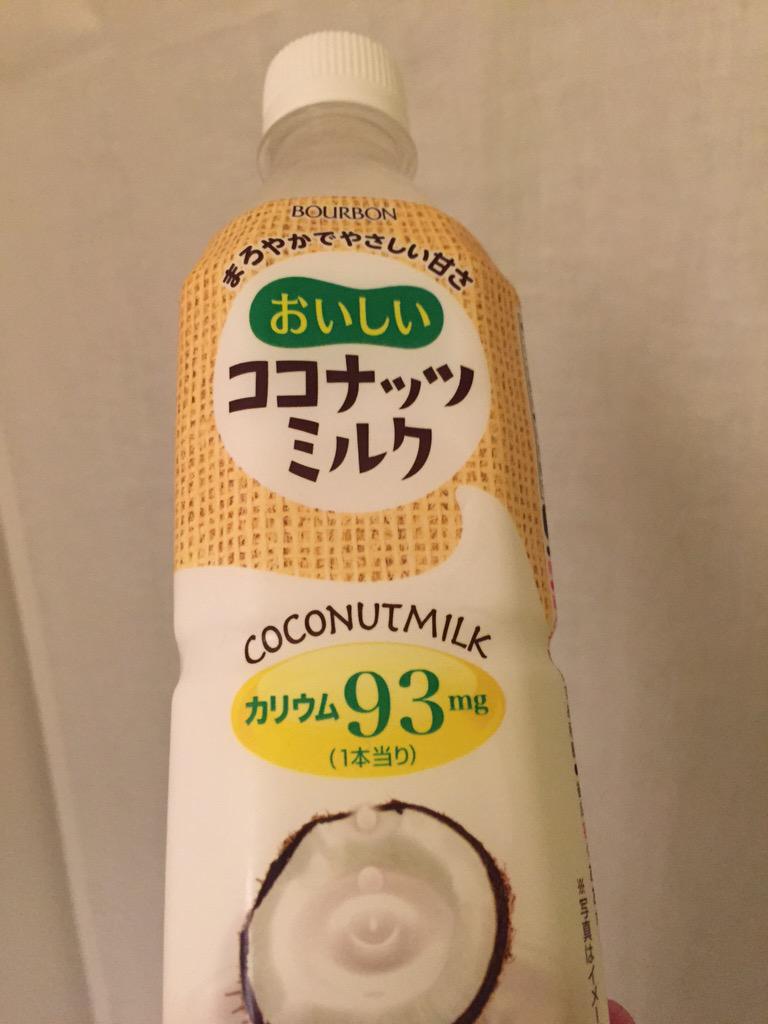 BOURBON
まろやかでやさしい甘さ
おいしい
ココナッツ
ミルク
COCONUTMILK
カリウム93mg
(1本当り)
※写真はイメー